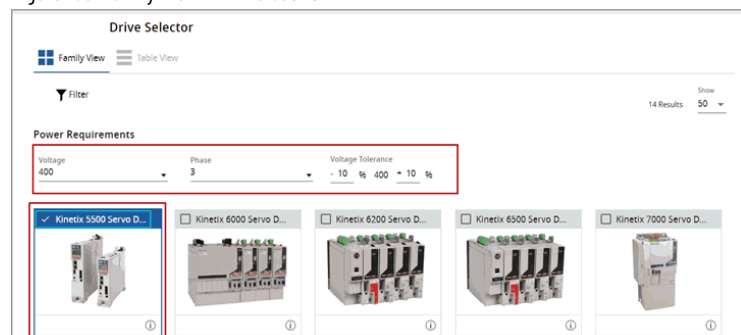 Drive Selector
Family View Table View
Filter
Show
14 Results 50
Power Requirements
Voltage Phase Voltage Tolerance
400 3 - 10 % 400 + 10 %
Kinetix 5500 Servo D... Kinetix 6000 Servo D... Kinetix 6200 Servo D... Kinetix 6500 Servo D... Kinetix 7000 Servo D...